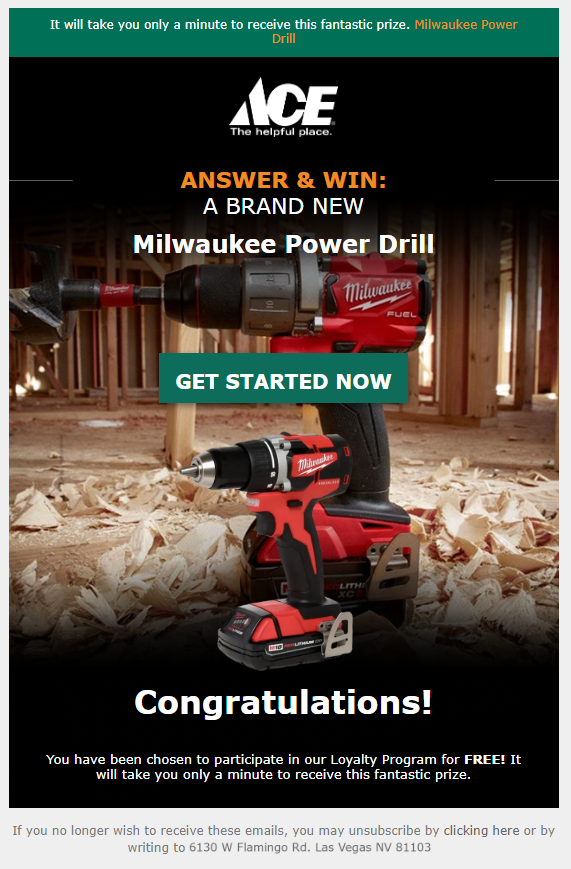 It will take you only a minute to receive this fantastic prize. Milwaukee Power
Drill
ACE
The helpful place.
ANSWER & WIN:
A BRAND NEW
Milwaukee Power Drill
Milwaukee
Milwaukee
FUEL
GET STARTED NOW
Milwaukee
Congratulations!
You have been chosen to participate in our Loyalty Program for FREE! It
will take you only a minute to receive this fantastic prize.
If you no longer wish to receive these emails, you may unsubscribe by clicking here or by
writing to 6130 W Flamingo Rd. Las Vegas NV 81103